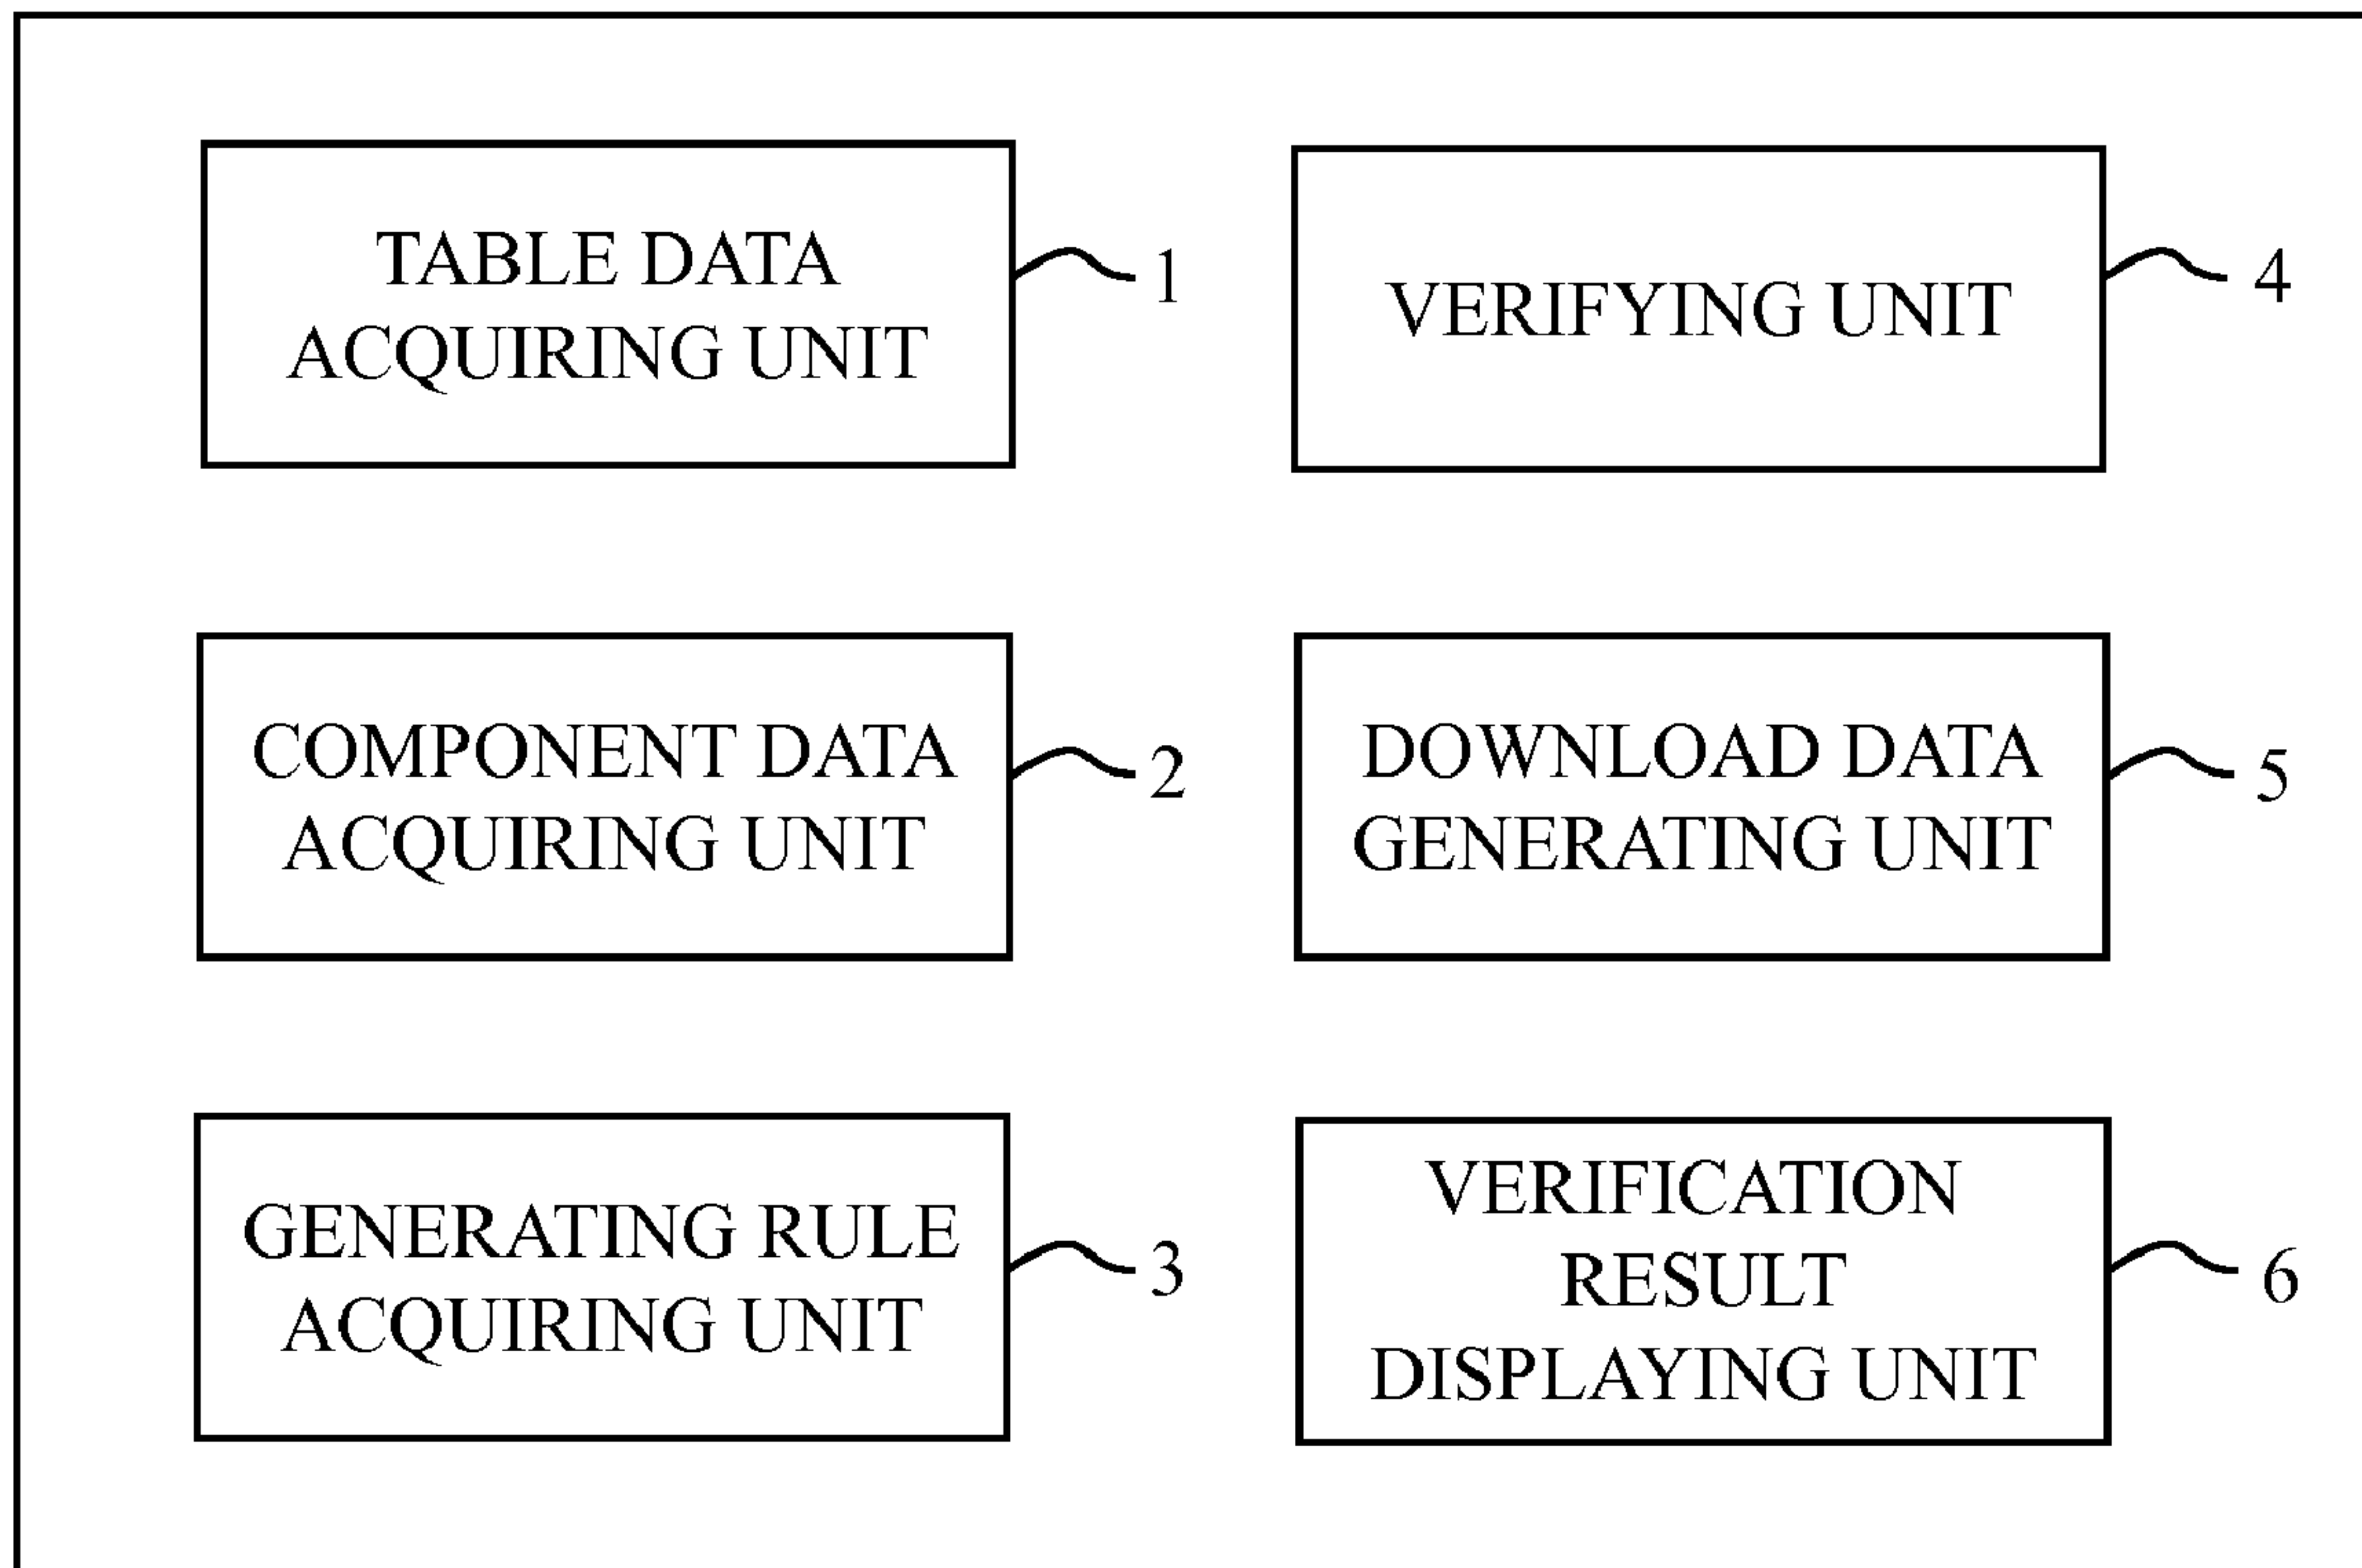 TABLE DATA
ACQUIRING UNIT
1
COMPONENT DATA
ACQUIRING UNIT
2
GENERATING RULE
ACQUIRING UNIT
3
VERIFYING UNIT
4
DOWNLOAD DATA
GENERATING UNIT
5
VERIFICATION
RESULT
DISPLAYING UNIT
6